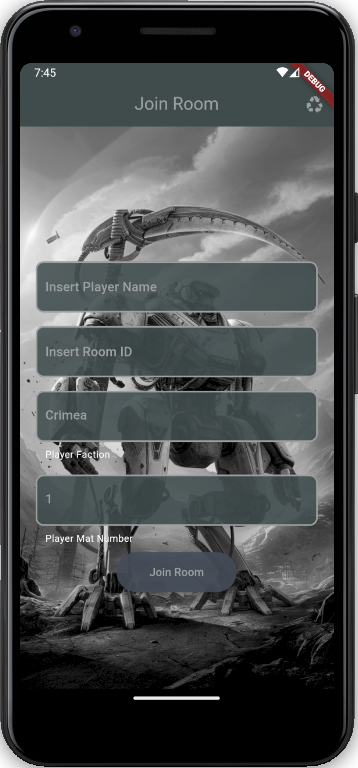 7:45
DEBUG
Join Room
Insert Player Name
Insert Room ID
Crimea
Player Faction
1
Player Mat Number
Join Room